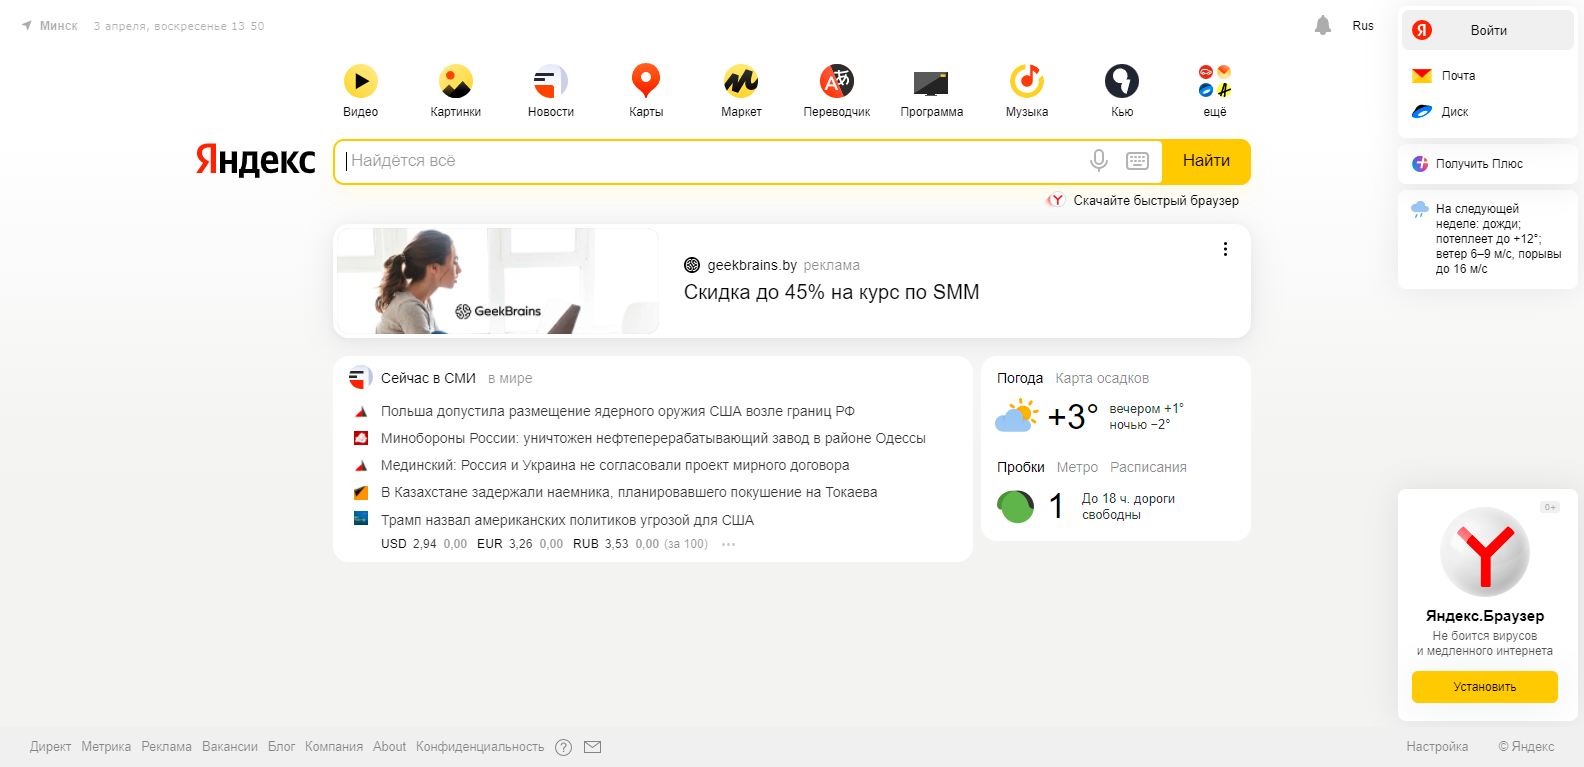 Минск 3 апреля, воскресенье 13 50
Rus
Войти
Почта
Диск
Получить Плюс
На следующей
неделе: дожди;
потеплеет до +12°;
ветер 6–9 м/с, порывы
до 16 м/с
Видео Картинки Новости Карты Маркет Переводчик Программа Музыка Кью ещё
Яндекс
Найдётся всё
Найти
Скачайте быстрый браузер
GeekBrains
geekbrains.by реклама
Скидка до 45% на курс по SMM
Сейчас в СМИ в мире
Польша допустила размещение ядерного оружия США возле границ РФ
Минобороны России: уничтожен нефтеперерабатывающий завод в районе Одессы
Мединский: Россия и Украина не согласовали проект мирного договора
В Казахстане задержали наемника, планировавшего покушение на Токаева
Трамп назвал американских политиков угрозой для США
USD 2,94 0,00 EUR 3,26 0,00 RUB 3,53 0,00 (за 100) ...
Погода Карта осадков
+3° вечером +1°
ночью −2°
Пробки Метро Расписания
1 До 18 ч. дороги
свободны
0+
Яндекс.Браузер
Не боится вирусов
и медленного интернета
Установить
Директ Метрика Реклама Вакансии Блог Компания About Конфиденциальность ?
Настройка © Яндекс